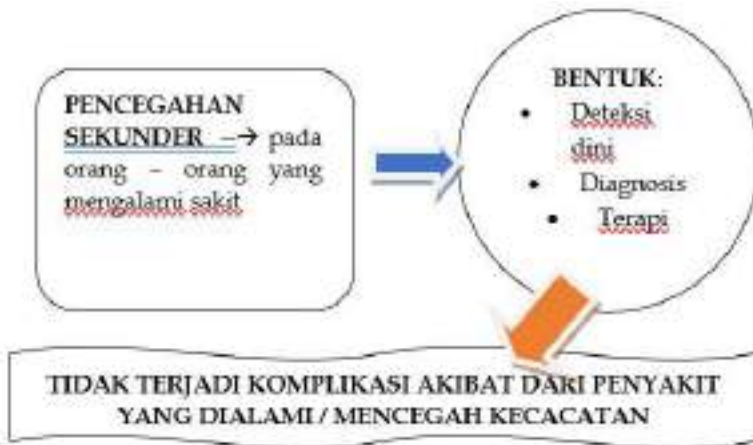 PENCEGAHAN
SEKUNDER → pada
orang – orang yang
mengalami sakit
BENTUK:
• Deteksi
dini
• Diagnosis
• Terapi
TIDAK TERJADI KOMPLIKASI AKIBAT DARI PENYAKIT
YANG DIALAMI / MENCEGAH KECACATAN